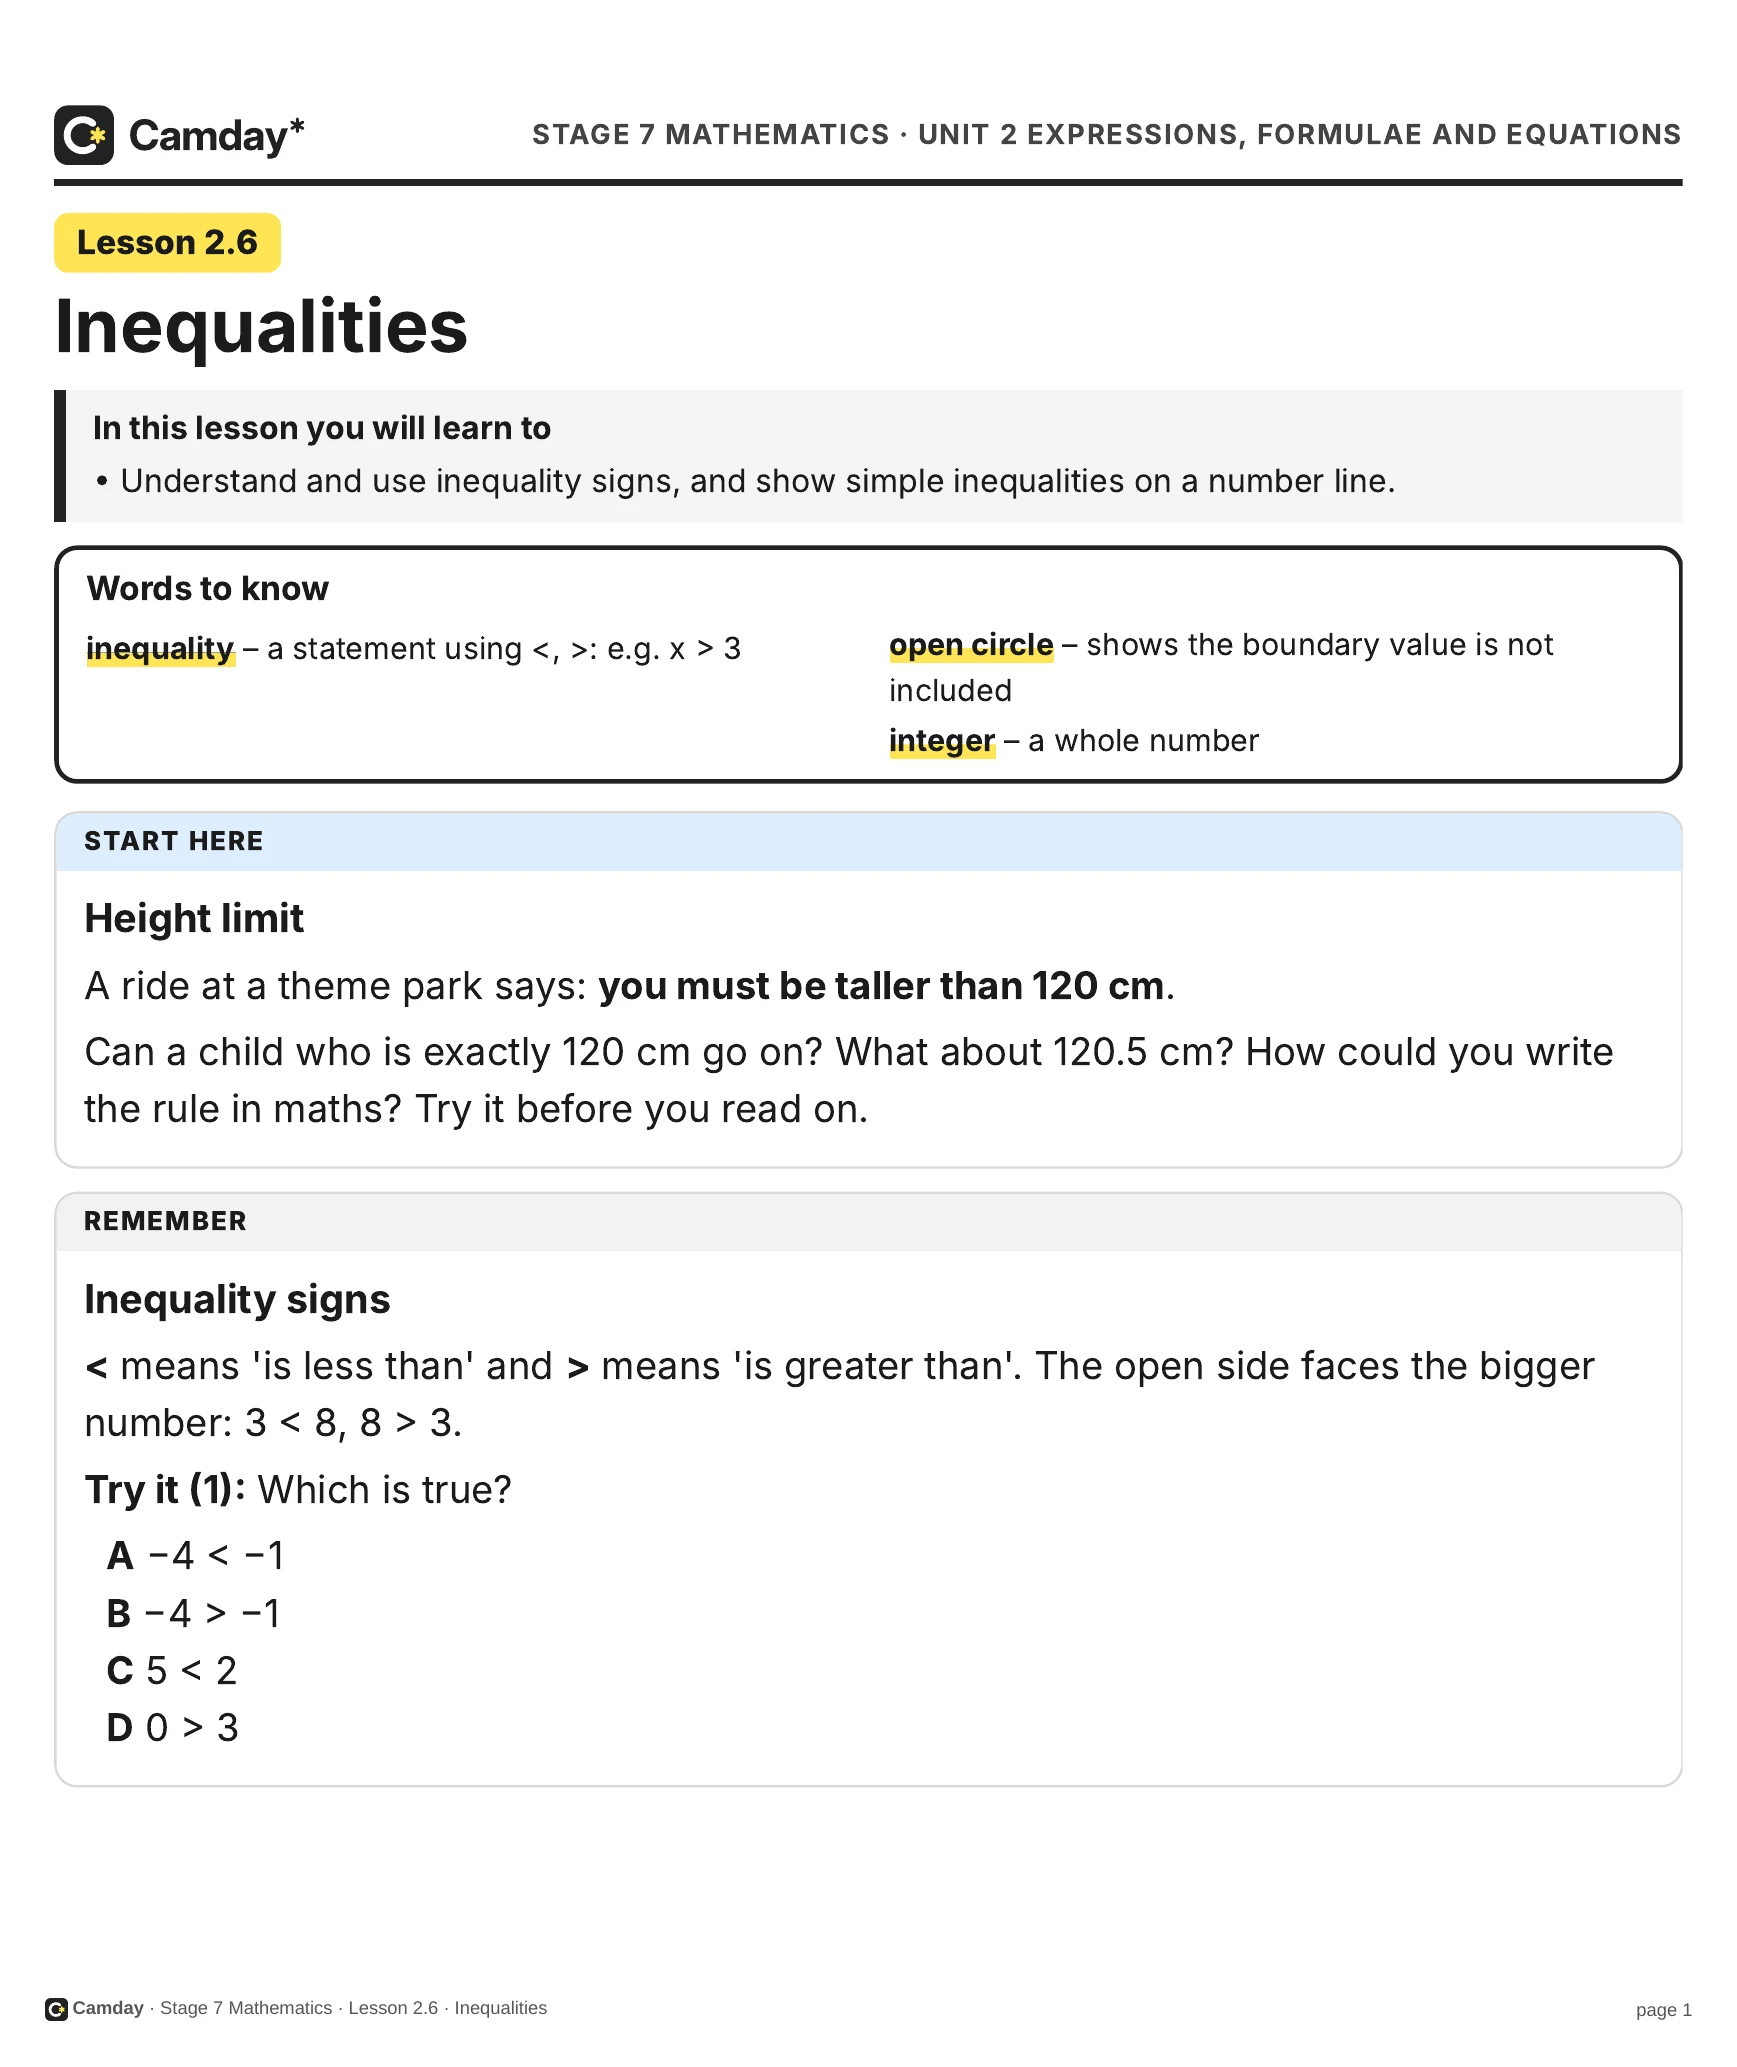 Camday*
STAGE 7 MATHEMATICS · UNIT 2 EXPRESSIONS, FORMULAE AND EQUATIONS
Lesson 2.6
Inequalities
In this lesson you will learn to
• Understand and use inequality signs, and show simple inequalities on a number line.
Words to know
inequality – a statement using <, >: e.g. x > 3
open circle – shows the boundary value is not
included
integer – a whole number
START HERE
Height limit
A ride at a theme park says: you must be taller than 120 cm.
Can a child who is exactly 120 cm go on? What about 120.5 cm? How could you write
the rule in maths? Try it before you read on.
REMEMBER
Inequality signs
< means 'is less than' and > means 'is greater than'. The open side faces the bigger
number: 3 < 8, 8 > 3.
Try it (1): Which is true?
A −4 < −1
B −4 > −1
C 5 < 2
D 0 > 3
Camday · Stage 7 Mathematics · Lesson 2.6 · Inequalities
page 1